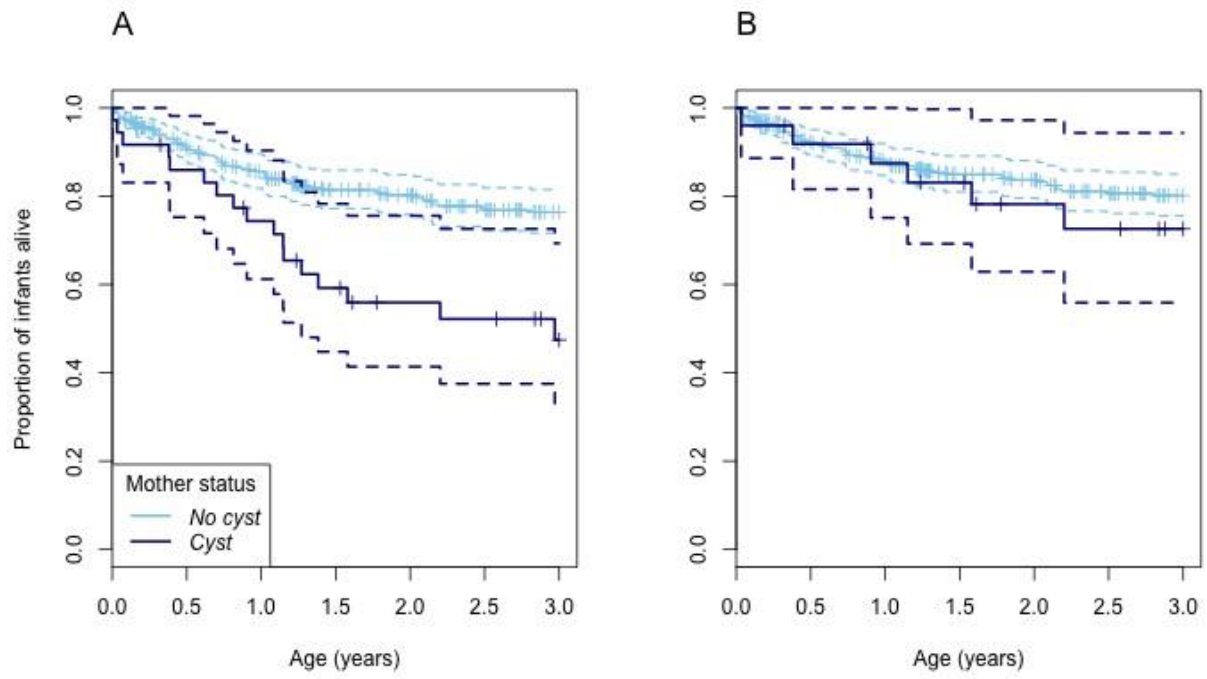 A
B
Proportion of infants alive
1.0
0.8
0.6
0.4
0.2
0.0
Mother status
No cyst
Cyst
0.0 0.5 1.0 1.5 2.0 2.5 3.0
Age (years)
1.0
0.8
0.6
0.4
0.2
0.0
0.0 0.5 1.0 1.5 2.0 2.5 3.0
Age (years)